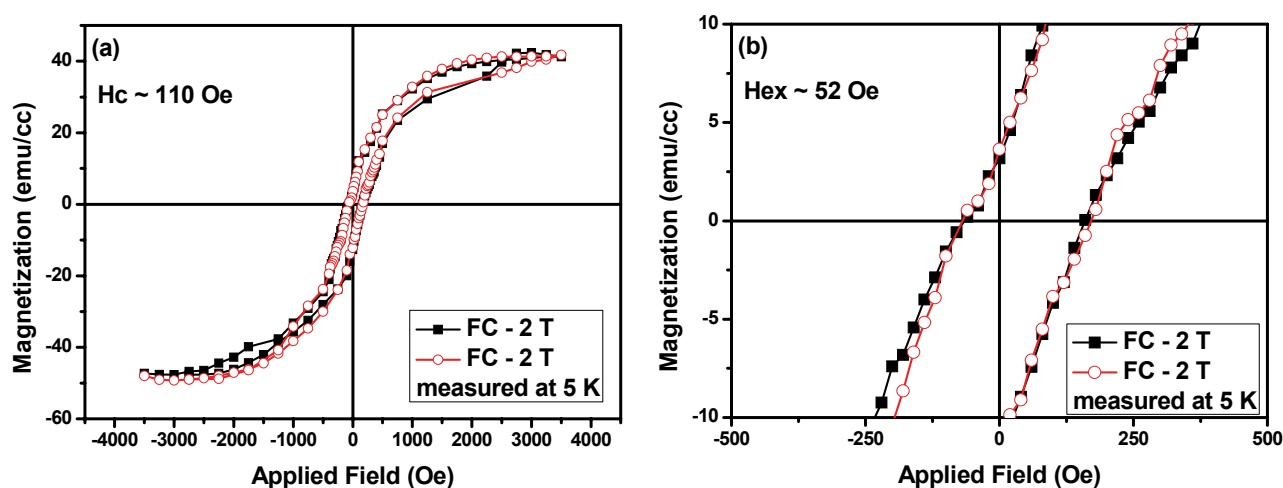 (a)
Hc ~ 110 Oe
Magnetization (emu/cc)
40
20
0
-20
-40
-60
-4000 -3000 -2000 -1000 0 1000 2000 3000 4000
Applied Field (Oe)
FC - 2 T
FC - 2 T
measured at 5 K
(b)
Hex ~ 52 Oe
Magnetization (emu/cc)
10
5
0
-5
-10
-500 -250 0 250 500
Applied Field (Oe)
FC - 2 T
FC - 2 T
measured at 5 K